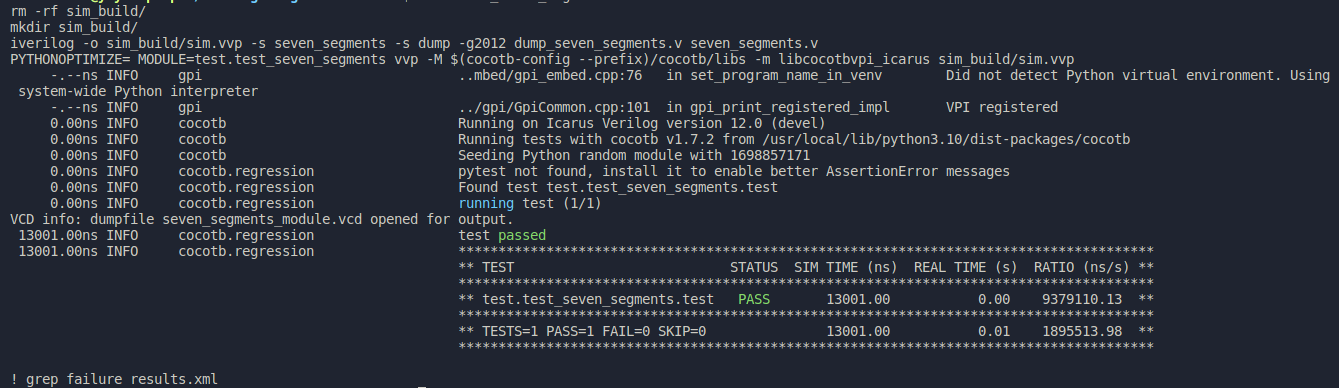 rm -rf sim_build/
mkdir sim_build/
iverilog -o sim_build/sim.vvp -s seven_segments -s dump -g2012 dump_seven_segments.v seven_segments.v
PYTHONOPTIMIZE= MODULE=test.test_seven_segments vvp -M $(cocotb-config --prefix)/cocotb/libs -m libcocotbvpi_icarus sim_build/sim.vvp
-.--ns INFO gpi ..mbed/gpi_embed.cpp:76 in set_program_name_in_venv Did not detect Python virtual environment. Using
system-wide Python interpreter
-.--ns INFO gpi ../gpi/GpiCommon.cpp:101 in gpi_print_registered_impl VPI registered
0.00ns INFO cocotb Running on Icarus Verilog version 12.0 (devel)
0.00ns INFO cocotb Running tests with cocotb v1.7.2 from /usr/local/lib/python3.10/dist-packages/cocotb
0.00ns INFO cocotb Seeding Python random module with 1698857171
0.00ns INFO cocotb.regression pytest not found, install it to enable better AssertionError messages
0.00ns INFO cocotb.regression Found test test.test_seven_segments.test
0.00ns INFO cocotb.regression running test (1/1)
VCD info: dumpfile seven_segments_module.vcd opened for output.
13001.00ns INFO cocotb.regression test passed
13001.00ns INFO cocotb.regression ***************************************************************************************
** TEST STATUS SIM TIME (ns) REAL TIME (s) RATIO (ns/s) **
***************************************************************************************
** test.test_seven_segments.test PASS 13001.00 0.00 9379110.13 **
***************************************************************************************
** TESTS=1 PASS=1 FAIL=0 SKIP=0 13001.00 0.01 1895513.98 **
***************************************************************************************
! grep failure results.xml